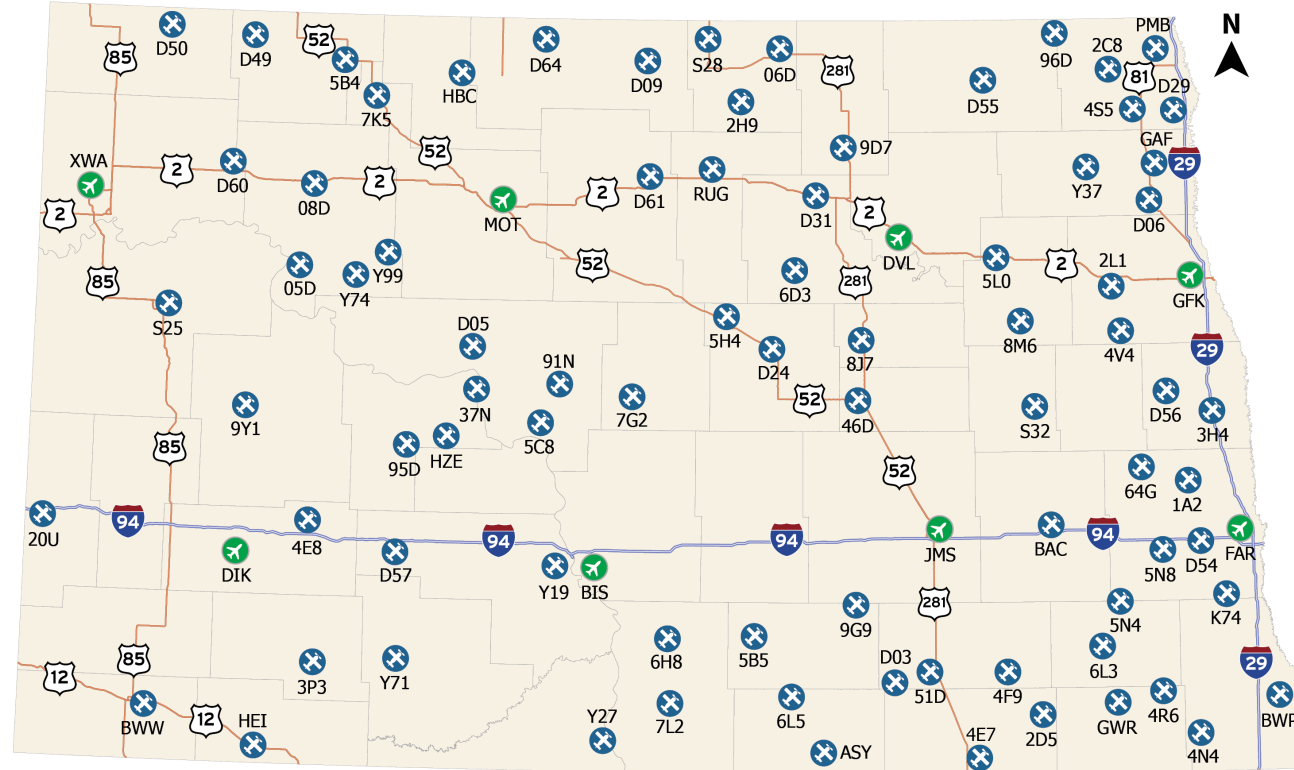 N
PMB
D50
D49
52
85
5B4
D64
S28
06D
96D
2C8
D09
281
81
D29
HBC
D55
7K5
2H9
4S5
52
9D7
GAF
29
XWA
2
D60
08D
2
MOT
2
D61
RUG
D31
2
Y37
D06
2
DVL
5L0
2
2L1
GFK
85
05D
Y74
Y99
52
6D3
281
S25
D05
5H4
D24
8J7
8M6
4V4
29
91N
37N
9Y1
7G2
52
46D
S32
D56
3H4
85
95D
HZE
5C8
52
64G
1A2
20U
94
4E8
94
94
JMS
BAC
94
FAR
DIK
D57
Y19
BIS
5N8
D54
K74
9G9
281
5N4
6H8
5B5
6L3
29
12
85
3P3
Y71
D03
51D
4F9
BWW
12
HEI
Y27
7L2
6L5
2D5
GWR
4R6
BWP
ASY
4E7
4N4